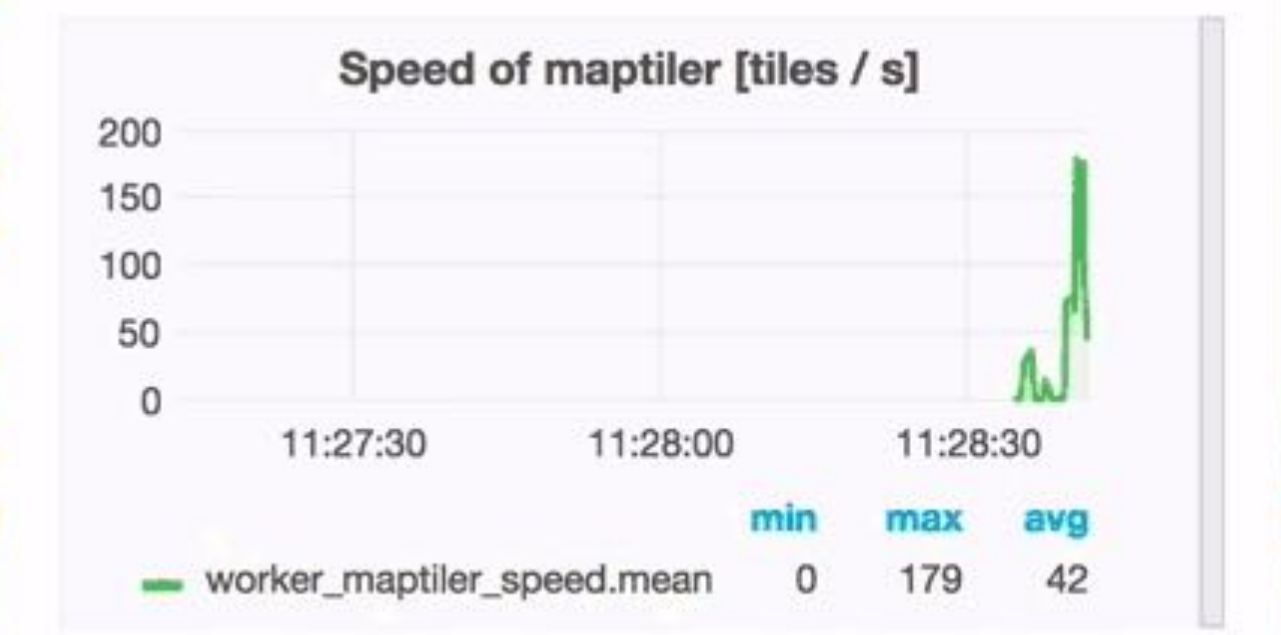 Speed of maptiler [tiles / s]
200
150
100
50
0
11:27:30 11:28:00 11:28:30
min max avg
worker_maptiler_speed.mean 0 179 42